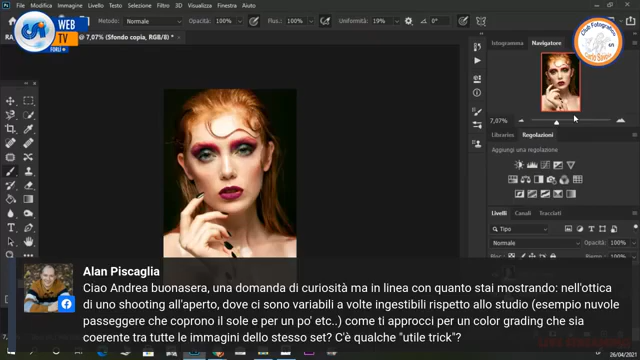 Ps File Modifica Immagine Livello Testo Selezione Filtro 3D Visualizza Finestra Aiuto
WEB
TV
FORLÌ
Metodo: Normale Opacità: 100% Flus.: 100% Uniformità: 19% 0°
@ 7,07% (Sfondo copia, RGB/8) *
Istogramma Navigatore
7,07%
Librerie Regolazioni
Aggiungi una regolazione
Livelli Canali Tracciati
Tipo
Normale Opacità: 100%
Bloc.: 100%
Alan Piscaglia
Ciao Andrea buonasera, una domanda di curiosità ma in linea con quanto stai mostrando: nell'ottica
di uno shooting all'aperto, dove ci sono variabili a volte ingestibili rispetto allo studio (esempio nuvole
passeggere che coprono il sole e per un po' etc..) come ti approcci per un color grading che sia
coerente tra tutte le immagini dello stesso set? C'è qualche "utile trick"?
26/04/2021